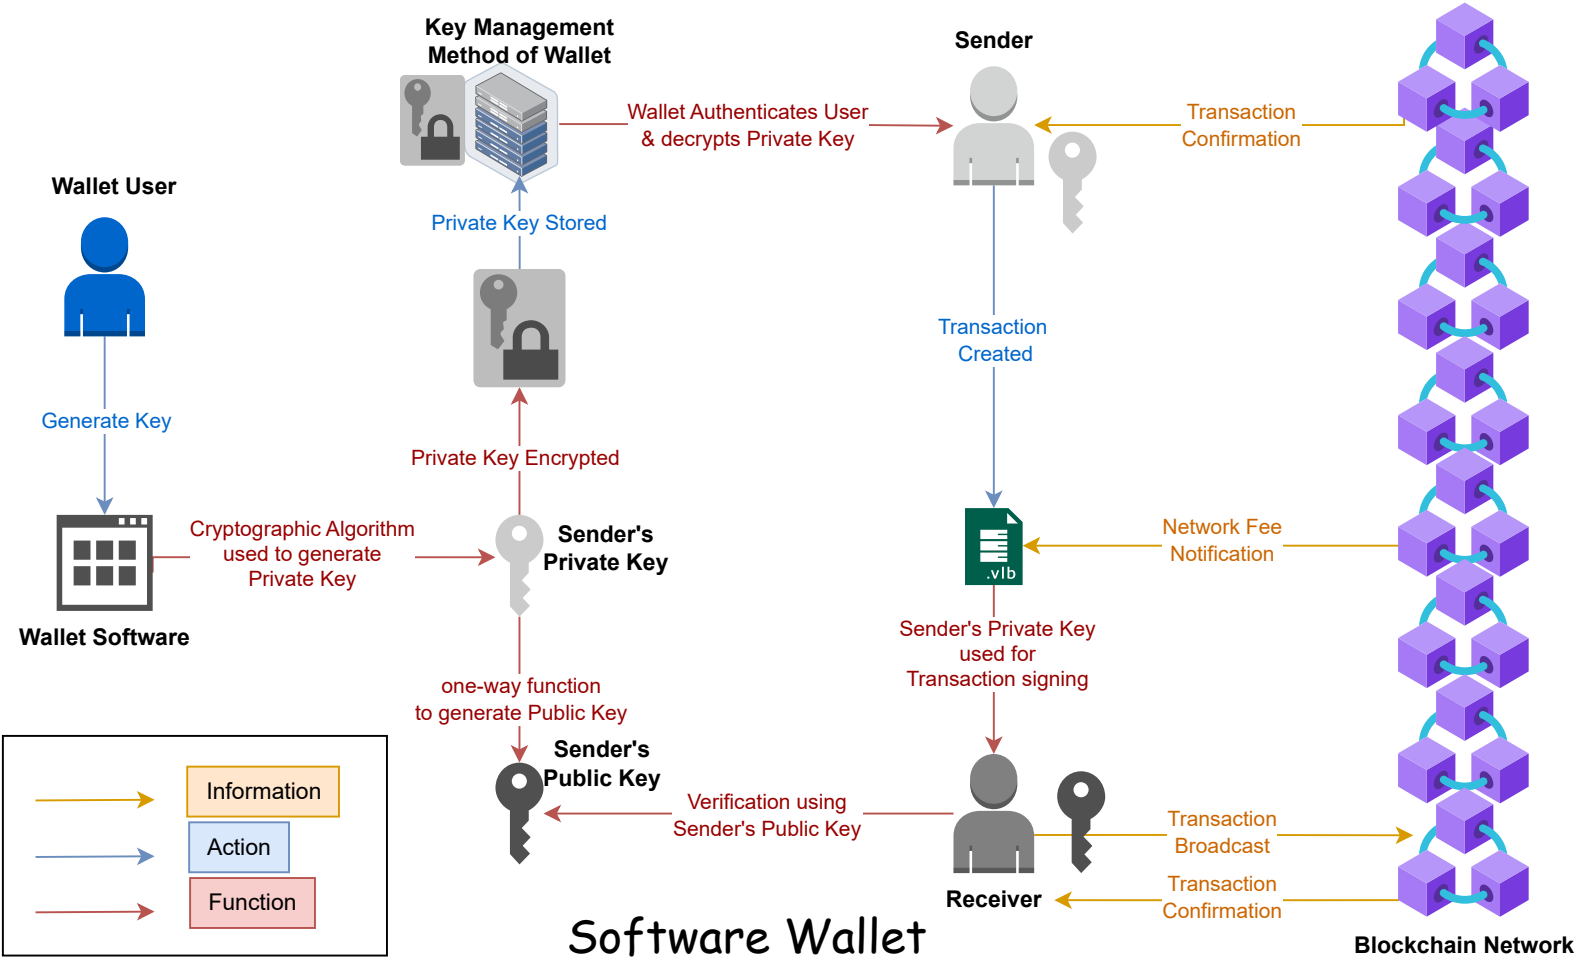 Key Management
Method of Wallet
Sender
Wallet Authenticates User
& decrypts Private Key
Transaction
Confirmation
Wallet User
Private Key Stored
Transaction
Created
Generate Key
Private Key Encrypted
Cryptographic Algorithm
used to generate
Private Key
Sender's
Private Key
Network Fee
Notification
.vlb
Wallet Software
Sender's Private Key
used for
Transaction signing
one-way function
to generate Public Key
Sender's
Public Key
Verification using
Sender's Public Key
Transaction
Broadcast
Transaction
Confirmation
Receiver
Information
Action
Function
Software Wallet
Blockchain Network